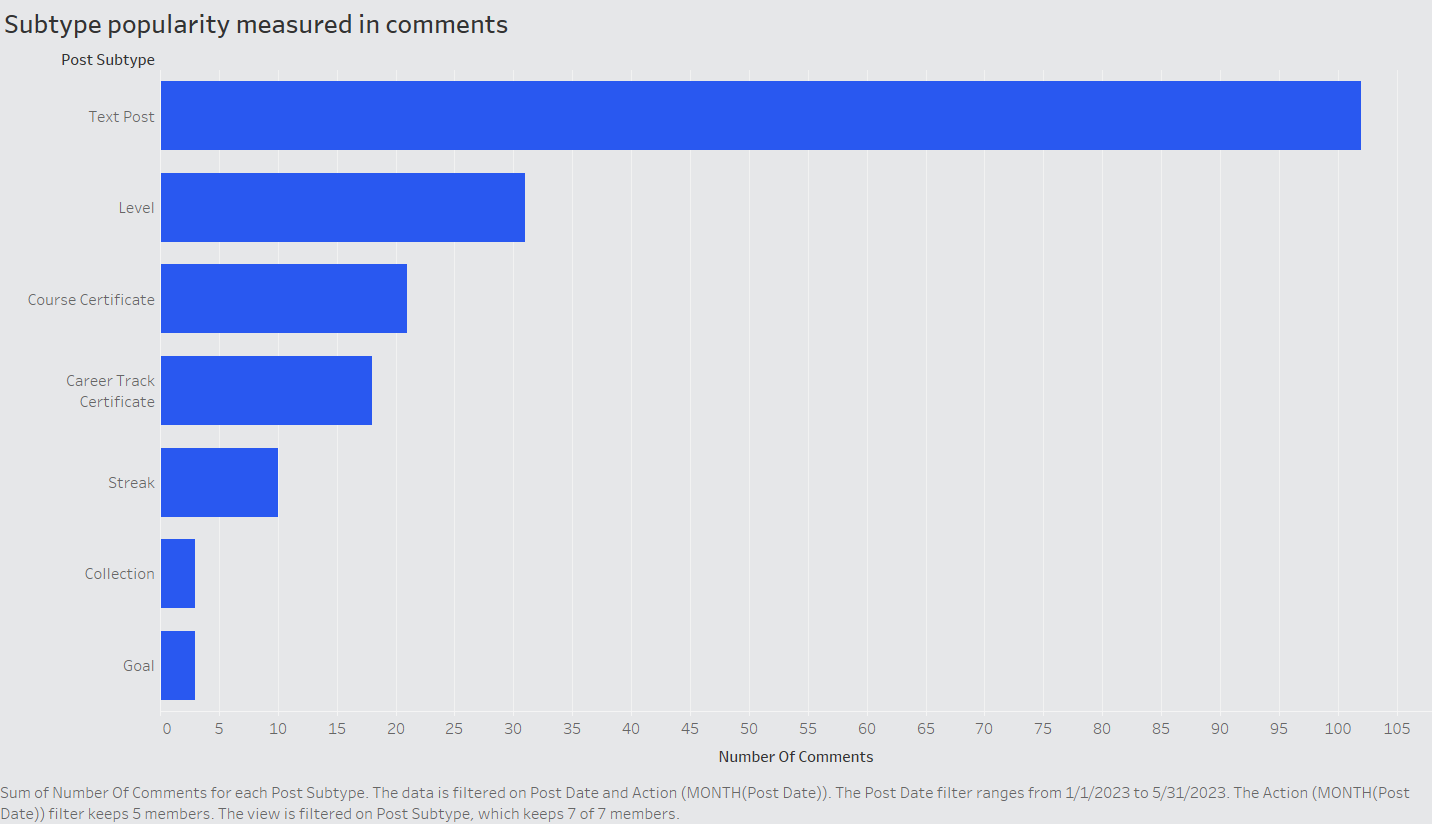 Subtype popularity measured in comments
Post Subtype
Text Post
Level
Course Certificate
Career Track
Certificate
Streak
Collection
Goal
0 5 10 15 20 25 30 35 40 45 50 55 60 65 70 75 80 85 90 95 100 105
Number Of Comments
Sum of Number Of Comments for each Post Subtype. The data is filtered on Post Date and Action (MONTH(Post Date)). The Post Date filter ranges from 1/1/2023 to 5/31/2023. The Action (MONTH(Post
Date)) filter keeps 5 members. The view is filtered on Post Subtype, which keeps 7 of 7 members.